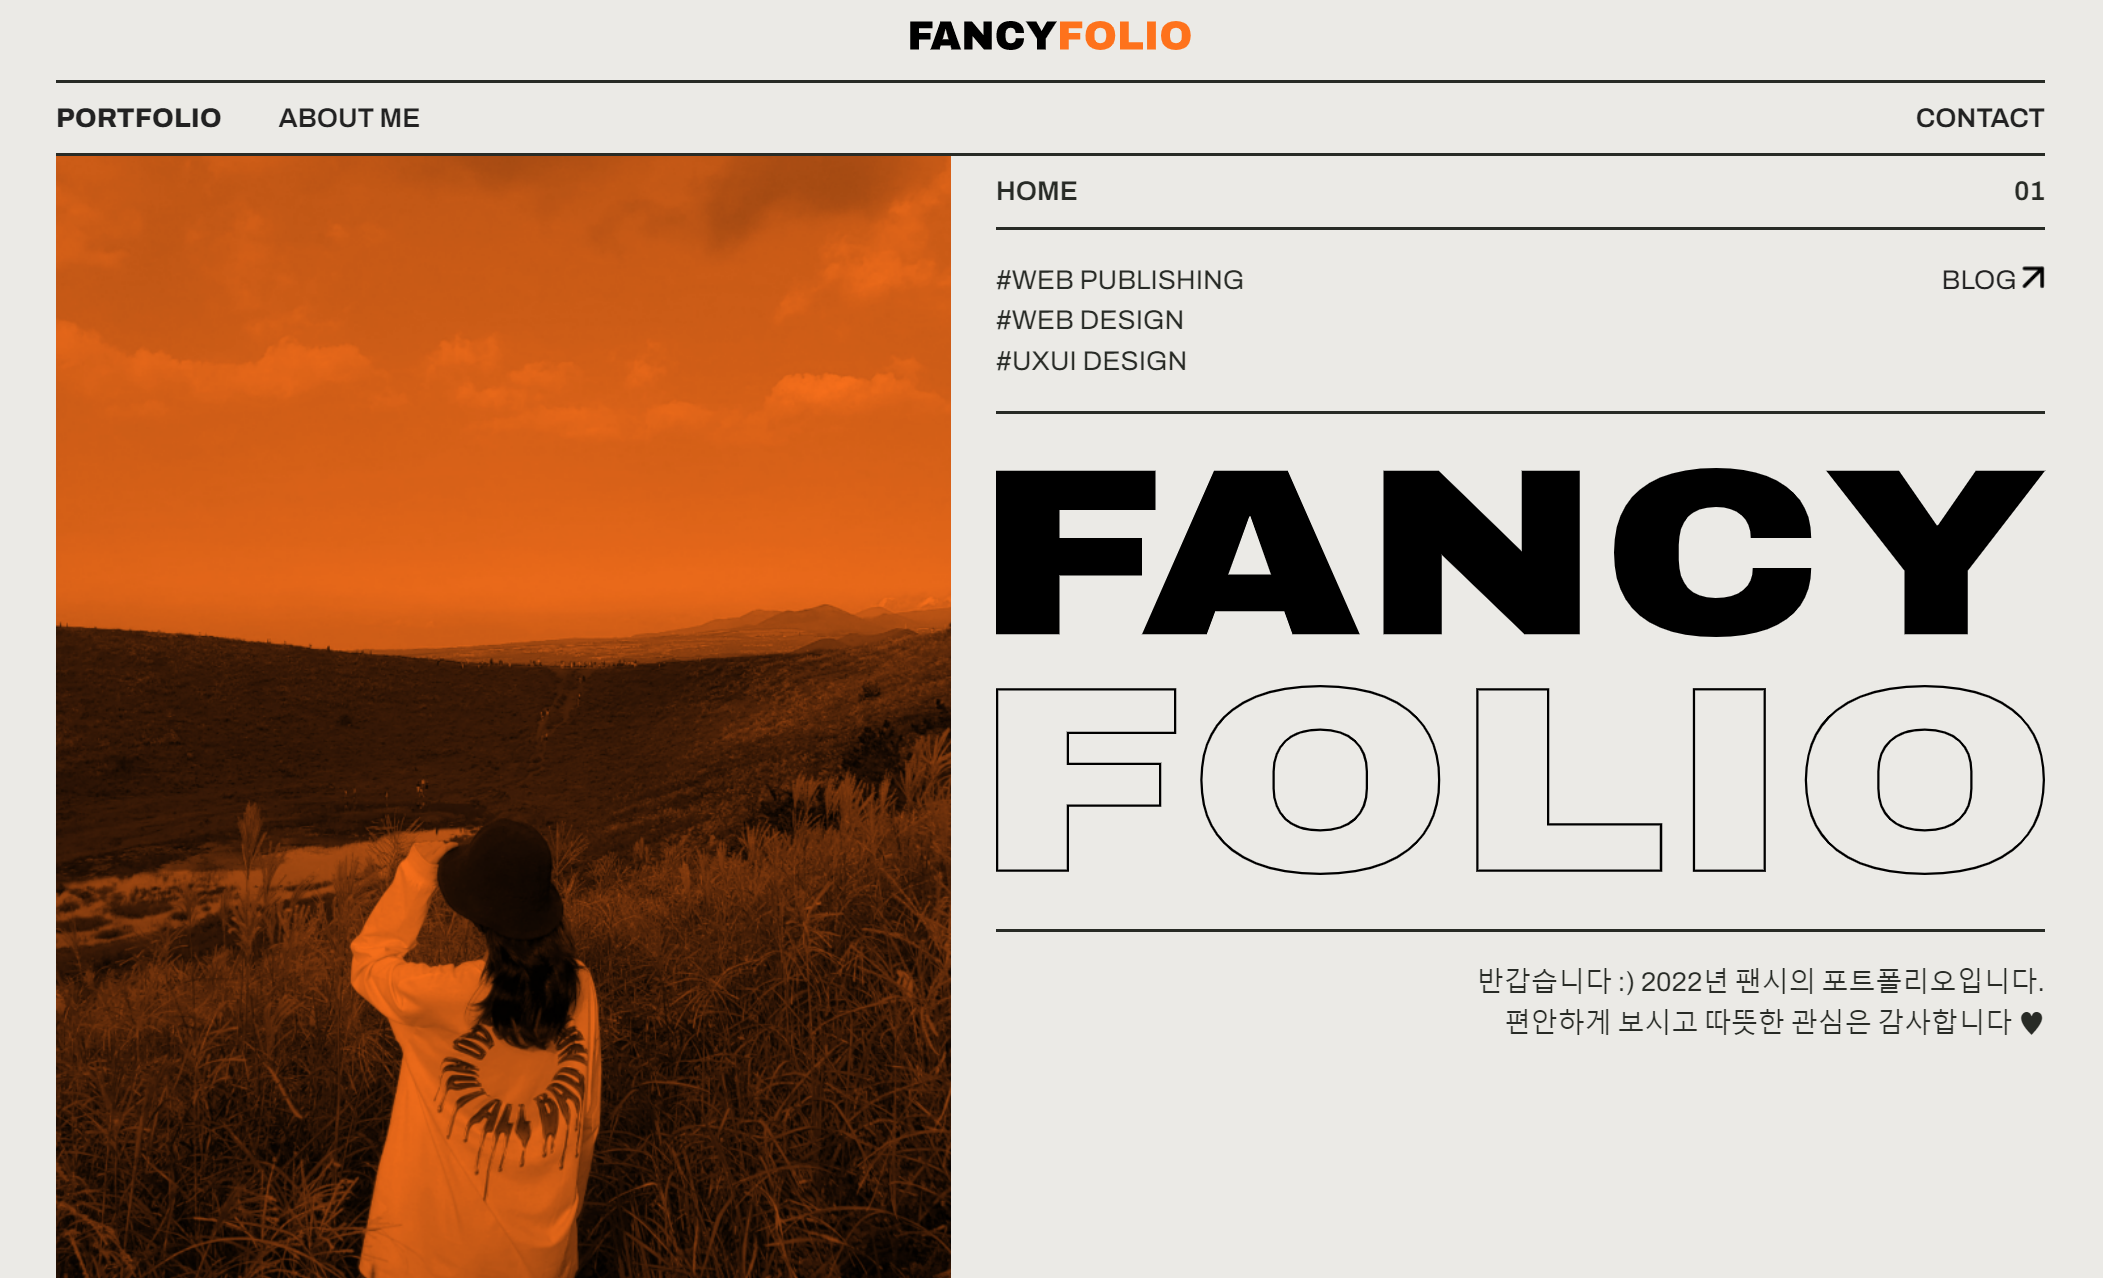 FANCYFOLIO
PORTFOLIO ABOUT ME CONTACT
HOME 01
#WEB PUBLISHING BLOG
#WEB DESIGN
#UXUI DESIGN
FANCY
FOLIO
반갑습니다 :) 2022년 팬시의 포트폴리오입니다.
편안하게 보시고 따뜻한 관심은 감사합니다 ♥
ALL